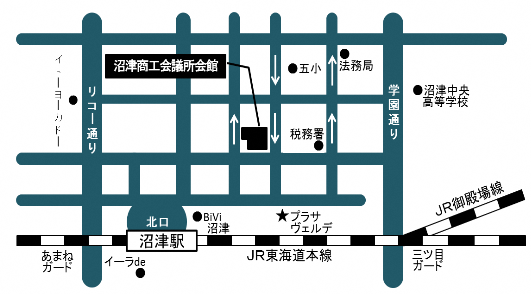 沼津商工会議所会館
五小
法務局
イトーヨーカドー
リコー通り
学園通り
沼津中央
高等学校
税務署
北口
沼津駅
BiVi
沼津
プラサ
ヴェルデ
JR御殿場線
あまね
ガード
イーラde
JR東海道本線
三ツ目
ガード